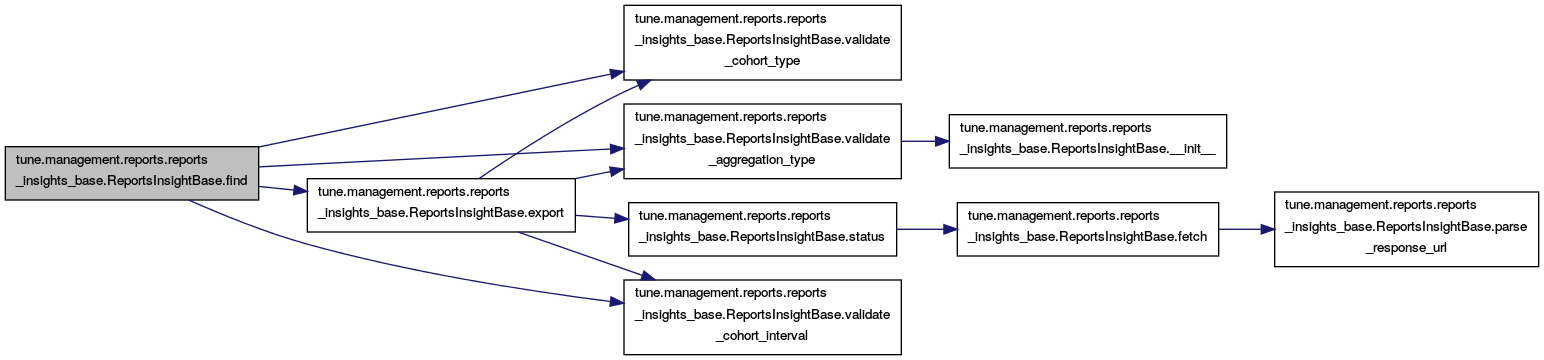 tune.management.reports.reports
_insights_base.ReportsInsightBase.find
tune.management.reports.reports
_insights_base.ReportsInsightBase.export
tune.management.reports.reports
_insights_base.ReportsInsightBase.validate
_cohort_type
tune.management.reports.reports
_insights_base.ReportsInsightBase.validate
_aggregation_type
tune.management.reports.reports
_insights_base.ReportsInsightBase.status
tune.management.reports.reports
_insights_base.ReportsInsightBase.validate
_cohort_interval
tune.management.reports.reports
_insights_base.ReportsInsightBase.__init__
tune.management.reports.reports
_insights_base.ReportsInsightBase.fetch
tune.management.reports.reports
_insights_base.ReportsInsightBase.parse
_response_url